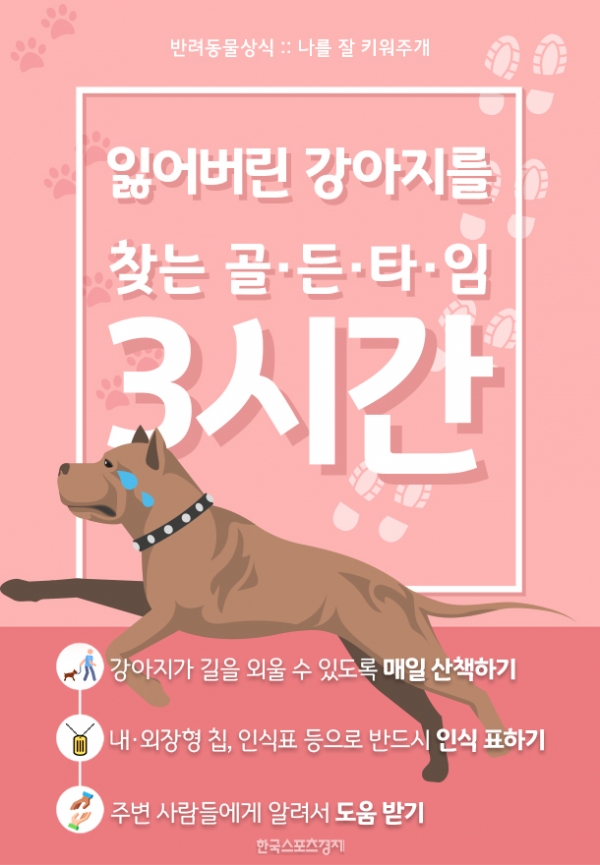 반려동물상식 :: 나를 잘 키워주개
잃어버린 강아지를
찾는 골·든·타·임
3시간
강아지가 길을 외울 수 있도록 매일 산책하기
내·외장형 칩, 인식표 등으로 반드시 인식 표하기
주변 사람들에게 알려서 도움 받기
한국스포츠경제